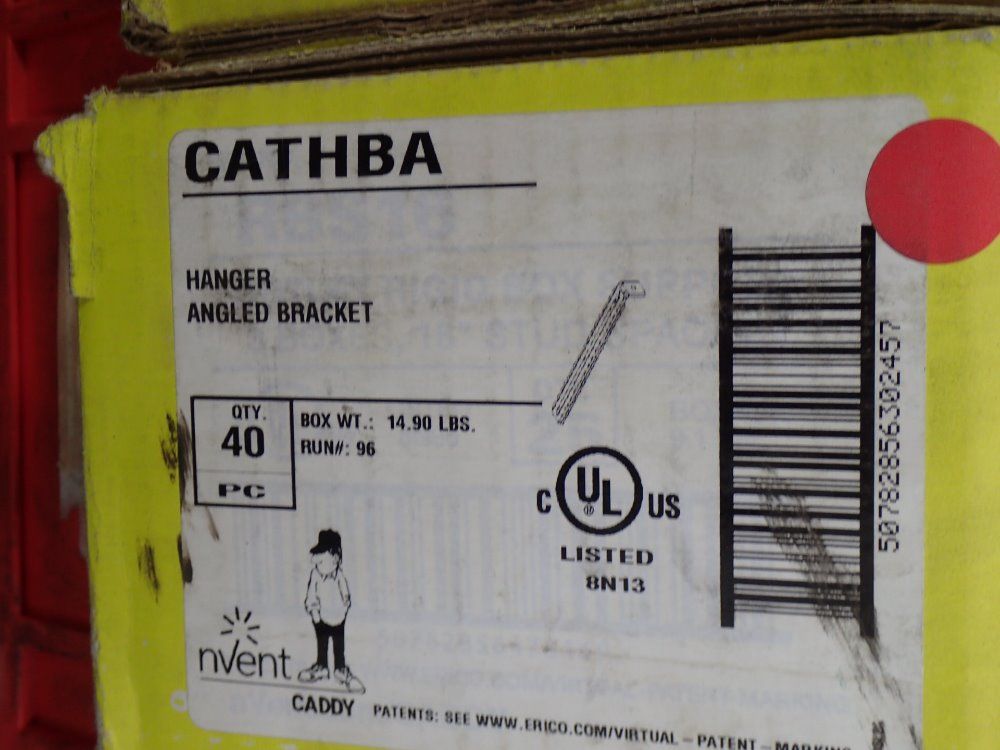 CATHBA
HANGER
ANGLED BRACKET
QTY.
40
PC
BOX WT.: 14.90 LBS.
RUN#: 96
C UL ® US
LISTED
8N13
50782856302457
nVent
CADDY
PATENTS: SEE WWW.ERICO.COM/VIRTUAL-PATENT-MARKING